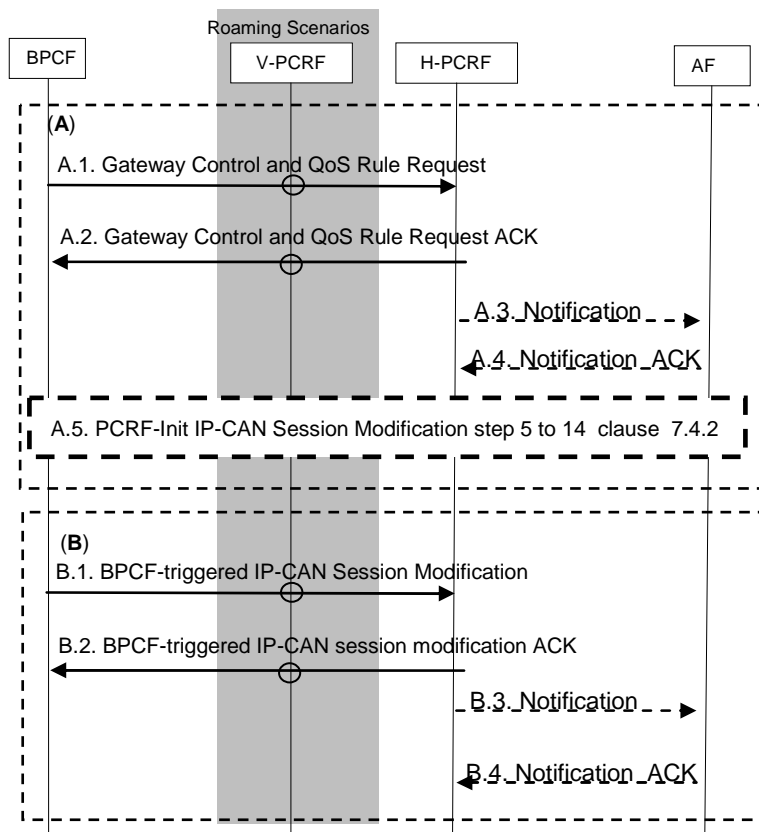 Roaming Scenarios
BPCF
V-PCRF
H-PCRF
AF
(A)
A.1. Gateway Control and QoS Rule Request
A.2. Gateway Control and QoS Rule Request ACK
A.3. Notification
A.4. Notification ACK
A.5. PCRF-Init IP-CAN Session Modification step 5 to 14 clause 7.4.2
(B)
B.1. BPCF-triggered IP-CAN Session Modification
B.2. BPCF-triggered IP-CAN session modification ACK
B.3. Notification
B.4. Notification ACK